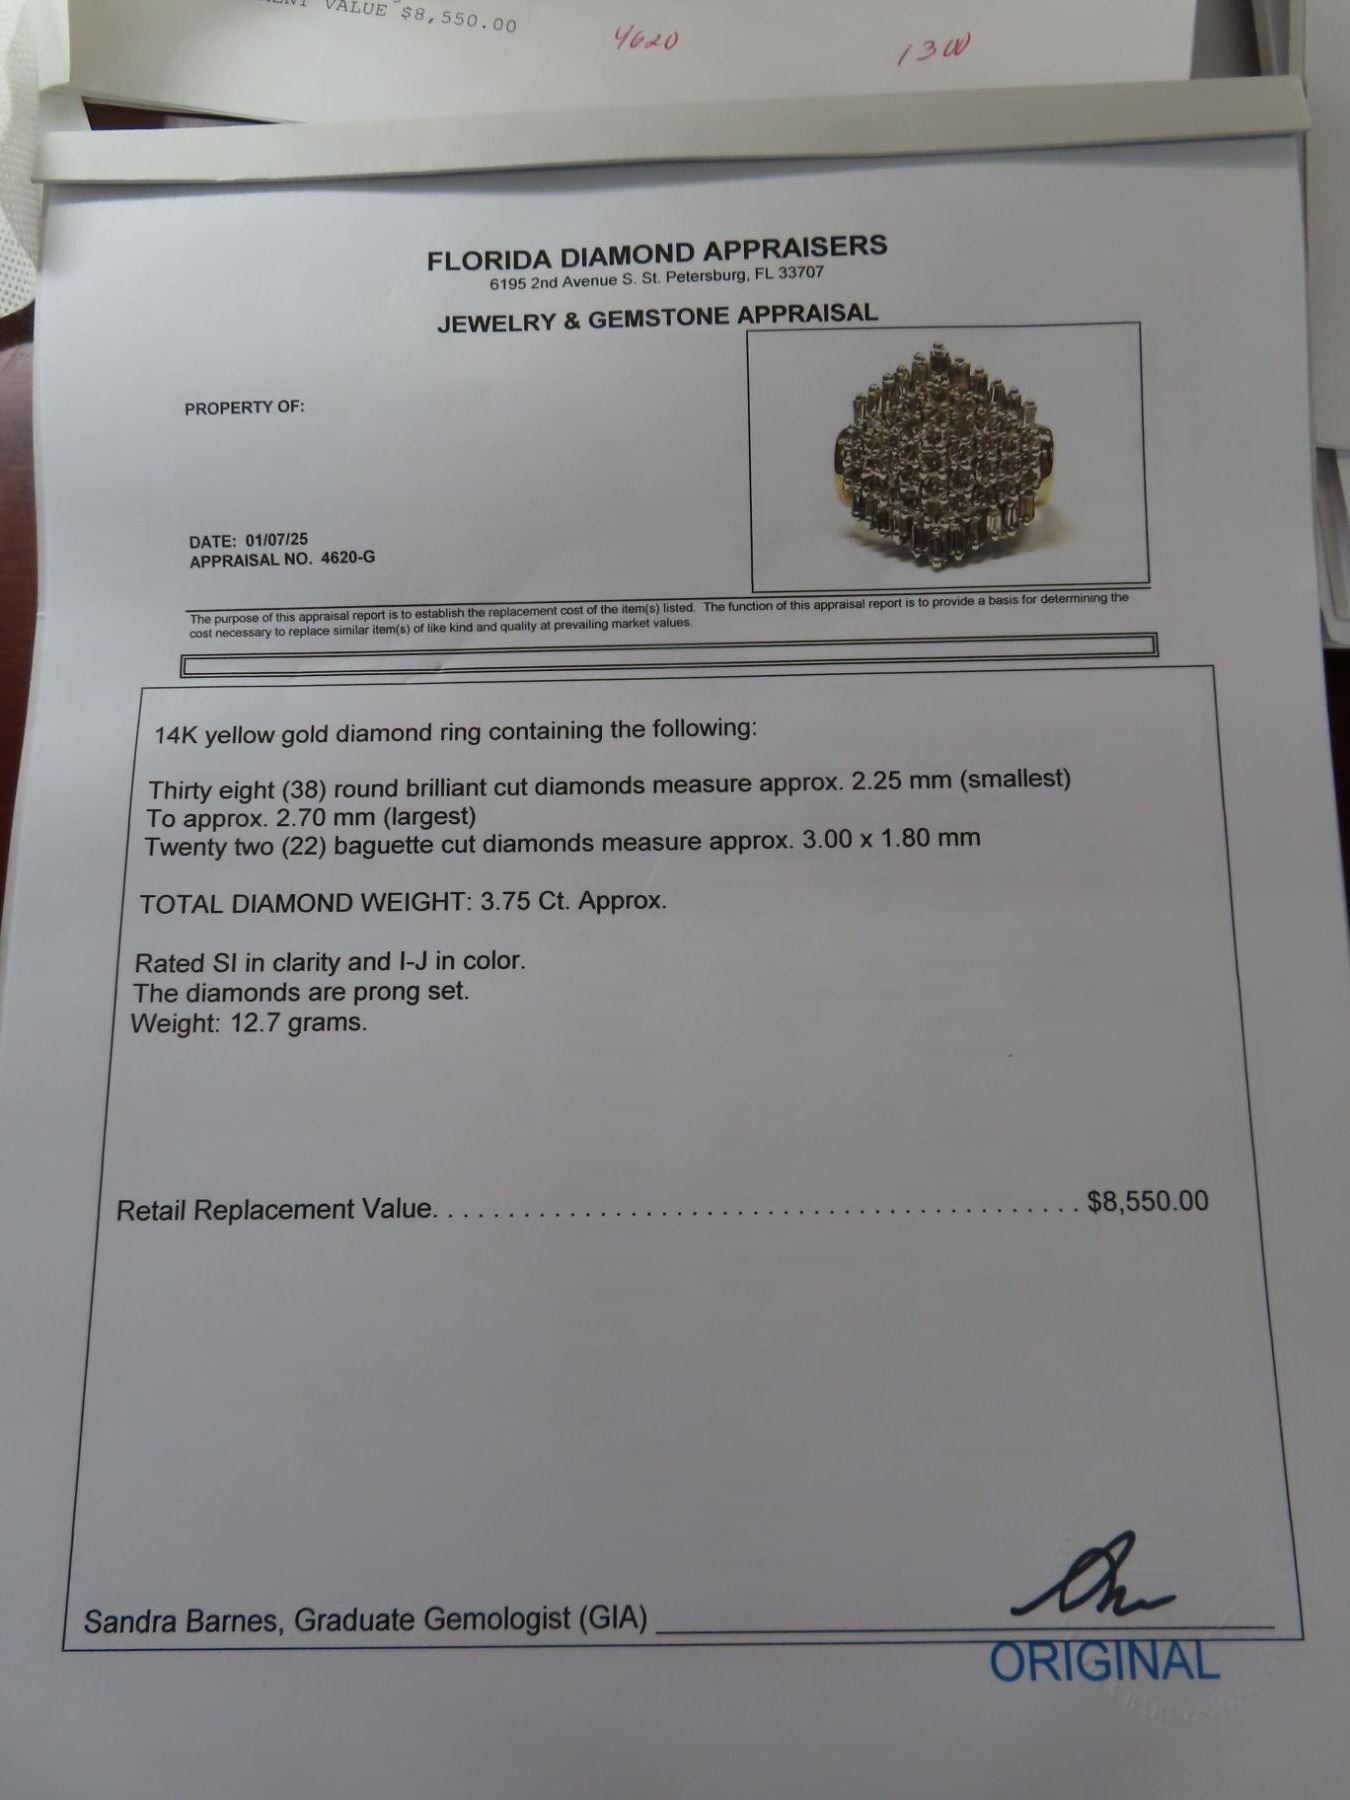 VALUE $8,550.00
4620
1300
FLORIDA DIAMOND APPRAISERS
6195 2nd Avenue S. St. Petersburg, FL 33707
JEWELRY & GEMSTONE APPRAISAL
PROPERTY OF:
DATE: 01/07/25
APPRAISAL NO. 4620-G
The purpose of this appraisal report is to establish the replacement cost of the item(s) listed. The function of this appraisal report is to provide a basis for determining the
cost necessary to replace similar item(s) of like kind and quality at prevailing market values.
14K yellow gold diamond ring containing the following:
Thirty eight (38) round brilliant cut diamonds measure approx. 2.25 mm (smallest)
To approx. 2.70 mm (largest)
Twenty two (22) baguette cut diamonds measure approx. 3.00 x 1.80 mm
TOTAL DIAMOND WEIGHT: 3.75 Ct. Approx.
Rated SI in clarity and I-J in color.
The diamonds are prong set.
Weight: 12.7 grams.
Retail Replacement Value. . . . . . . . . . . . . . . . . . . . . . . . . . . . . . . . . . . . . . . . . . . . $8,550.00
Sandra Barnes, Graduate Gemologist (GIA)
ORIGINAL